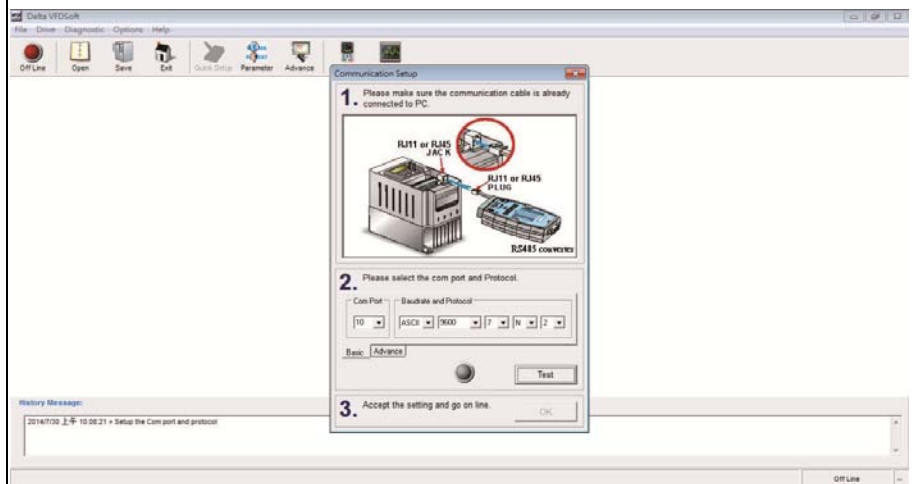 Delta VFDSoft
File Drive Diagnostic Options Help
Off Line Open Save Exit Quick Setup Parameter Advance
Communication Setup
1. Please make sure the communication cable is already
connected to PC.
RJ11 or RJ45
JACK
RJ11 or RJ45
PLUG
RS485 converter
2. Please select the com port and Protocol.
Com Port Baudrate and Protocol
10 ASCII 9600 7 N 2
Basic Advance
Test
3. Accept the setting and go on line.
OK
History Message:
2014/7/30 上午 10:08:21 » Setup the Com port and protocol
Off Line